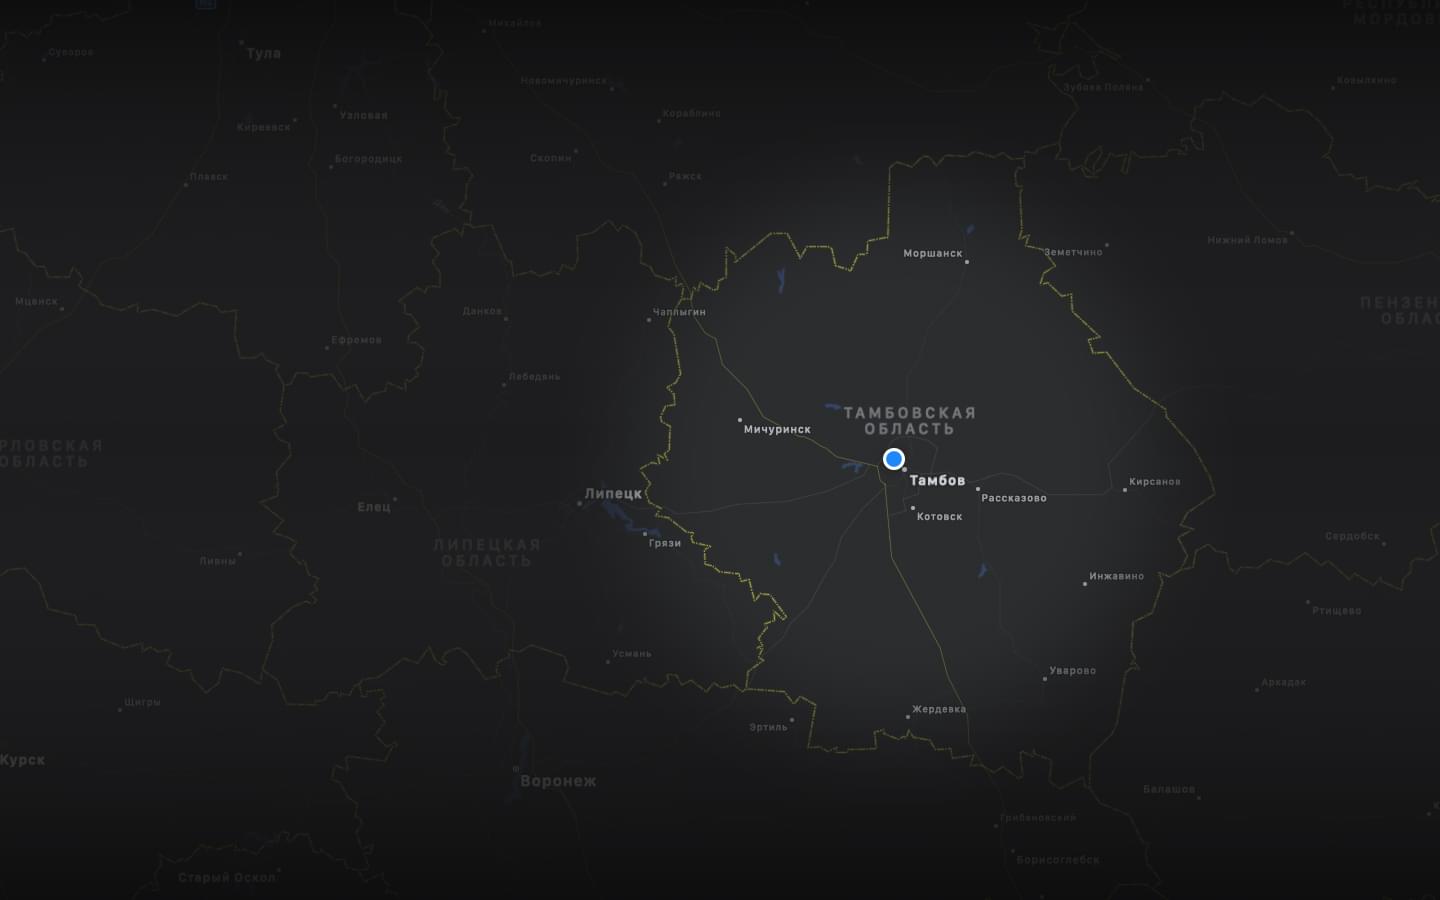 РЕСПУБЛИ
МОРДОВ
Михайлов
Суворов
Тула
Новомичуринск
Ковылкино
Зубова Поляна
Узловая
Кораблино
Киреевск
Богородицк
Скопин
Плавск
Ряжск
Нижний Ломов
Моршанск
Земетчино
Мцанск
Данков
Чаплыгин
ПЕНЗЕН
ОБЛАС
Ефремов
Лебедянь
ТАМБОВСКАЯ
ОБЛАСТЬ
Мичуринск
РЛОВСКАЯ
ОБЛАСТЬ
Тамбов
Кирсанов
Липецк
Рассказово
Елец
Котовск
Грязи
Сердобск
ЛИПЕЦКАЯ
ОБЛАСТЬ
Ливны
Инжавино
Ртищево
Усмань
Уварово
Аркадак
Щигры
Жердевка
Эртиль
Курск
Воронеж
Балашов
Грибановский
Борисоглебск
Старый Оскол